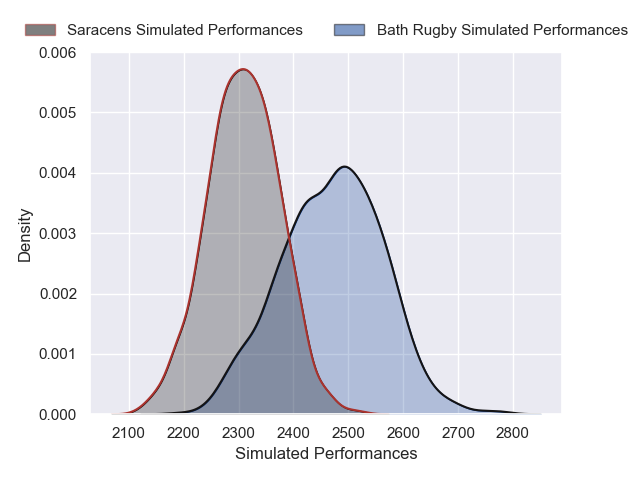 Saracens Simulated Performances Bath Rugby Simulated Performances
0.006
0.005
0.004
0.003
0.002
0.001
0.000
Density
2100 2200 2300 2400 2500 2600 2700 2800
Simulated Performances